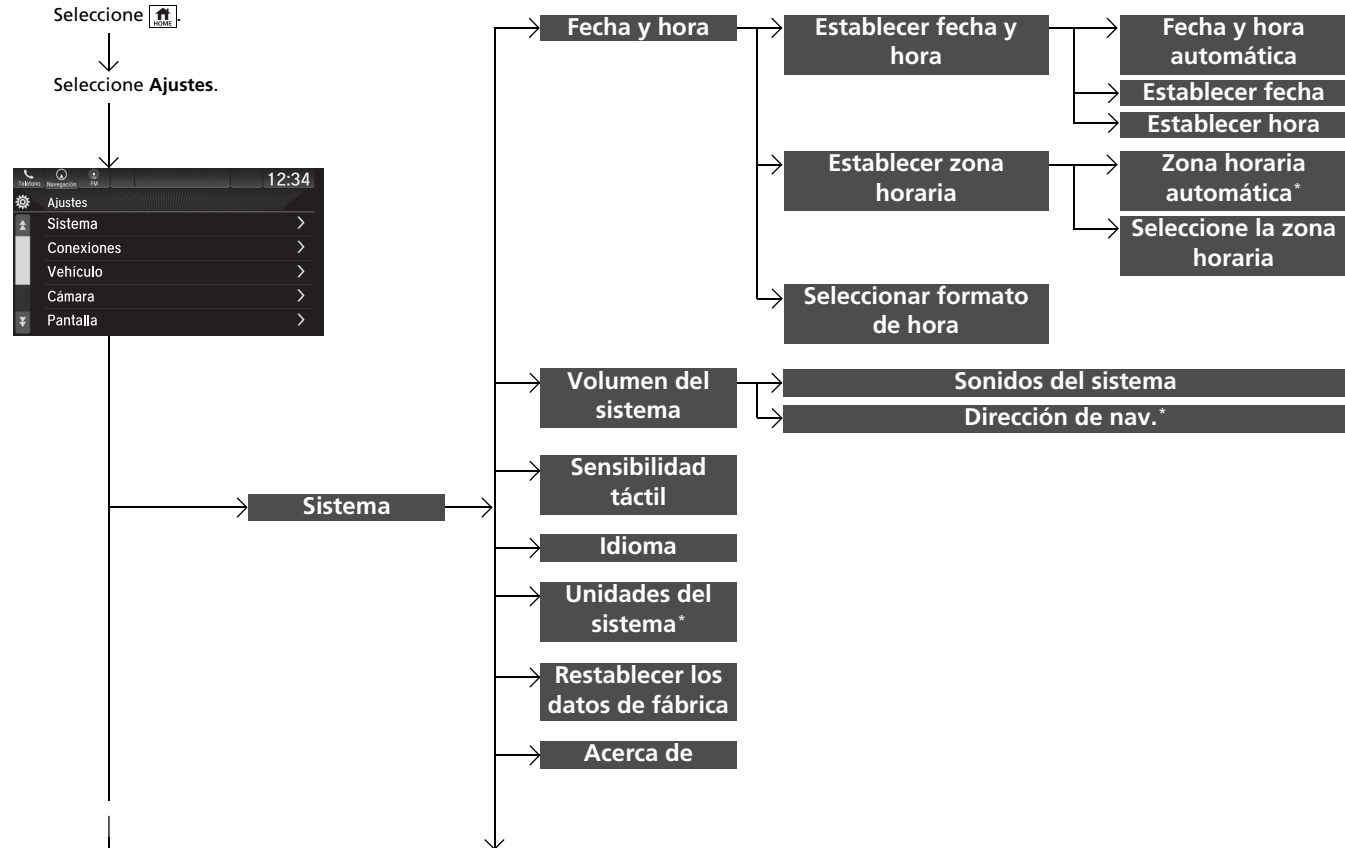 Seleccione HOME.
Seleccione Ajustes.
Teléfono Navegación FM 12:34
Ajustes
Sistema
Conexiones
Vehículo
Cámara
Pantalla
Sistema
Fecha y hora
Establecer fecha y
hora
Fecha y hora
automática
Establecer fecha
Establecer hora
Establecer zona
horaria
Zona horaria
automática*
Seleccione la zona
horaria
Seleccionar formato
de hora
Volumen del
sistema
Sonidos del sistema
Dirección de nav.*
Sensibilidad
táctil
Idioma
Unidades del
sistema*
Restablecer los
datos de fábrica
Acerca de